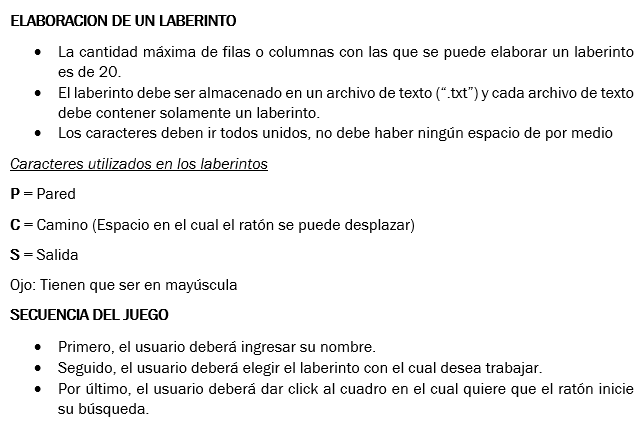 ELABORACION DE UN LABERINTO
• La cantidad máxima de filas o columnas con las que se puede elaborar un laberinto
es de 20.
• El laberinto debe ser almacenado en un archivo de texto (“.txt”) y cada archivo de texto
debe contener solamente un laberinto.
• Los caracteres deben ir todos unidos, no debe haber ningún espacio de por medio
Caracteres utilizados en los laberintos
P = Pared
C = Camino (Espacio en el cual el ratón se puede desplazar)
S = Salida
Ojo: Tienen que ser en mayúscula
SECUENCIA DEL JUEGO
• Primero, el usuario deberá ingresar su nombre.
• Seguido, el usuario deberá elegir el laberinto con el cual desea trabajar.
• Por último, el usuario deberá dar click al cuadro en el cual quiere que el ratón inicie
su búsqueda.